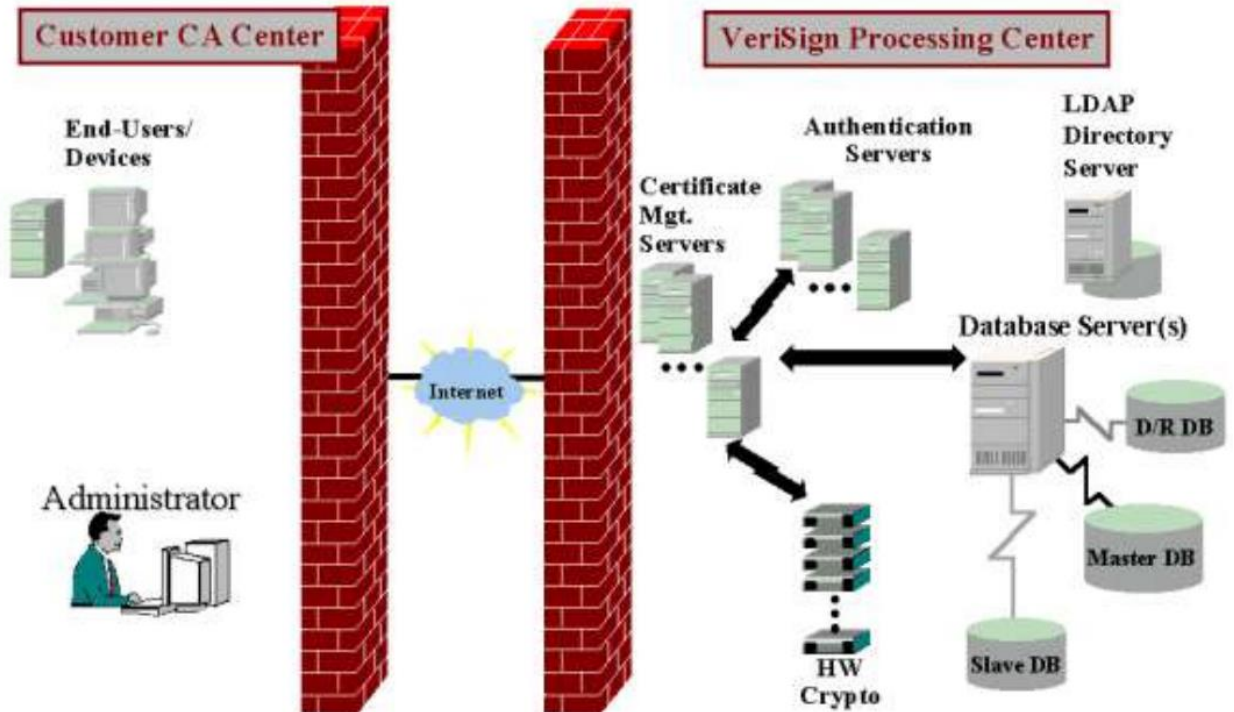 Customer CA Center
VeriSign Processing Center
End-Users/
Devices
Administrator
Internet
Certificate
Mgt.
Servers
Authentication
Servers
LDAP
Directory
Server
Database Server(s)
D/R DB
Master DB
Slave DB
HW
Crypto